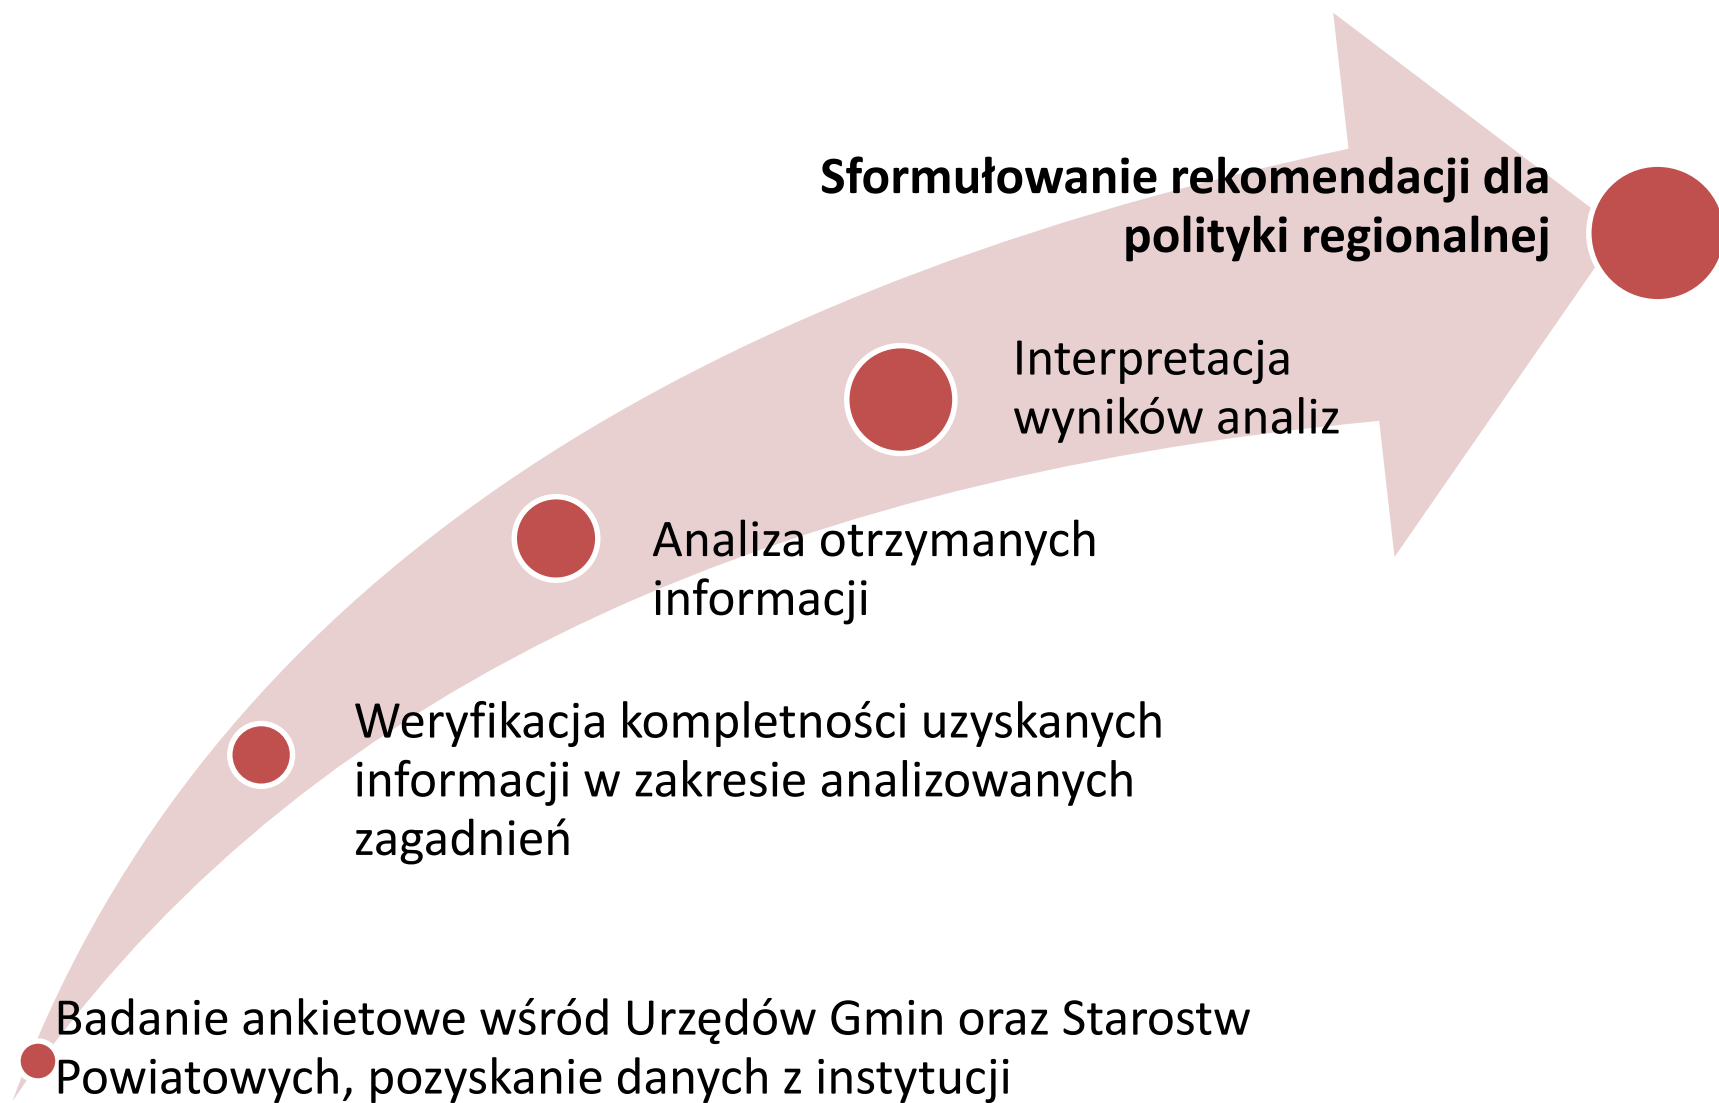 Sformułowanie rekomendacji dla
polityki regionalnej
Interpretacja
wyników analiz
Analiza otrzymanych
informacji
Weryfikacja kompletności uzyskanych
informacji w zakresie analizowanych
zagadnień
Badanie ankietowe wśród Urzędów Gmin oraz Starostw
Powiatowych, pozyskanie danych z instytucji